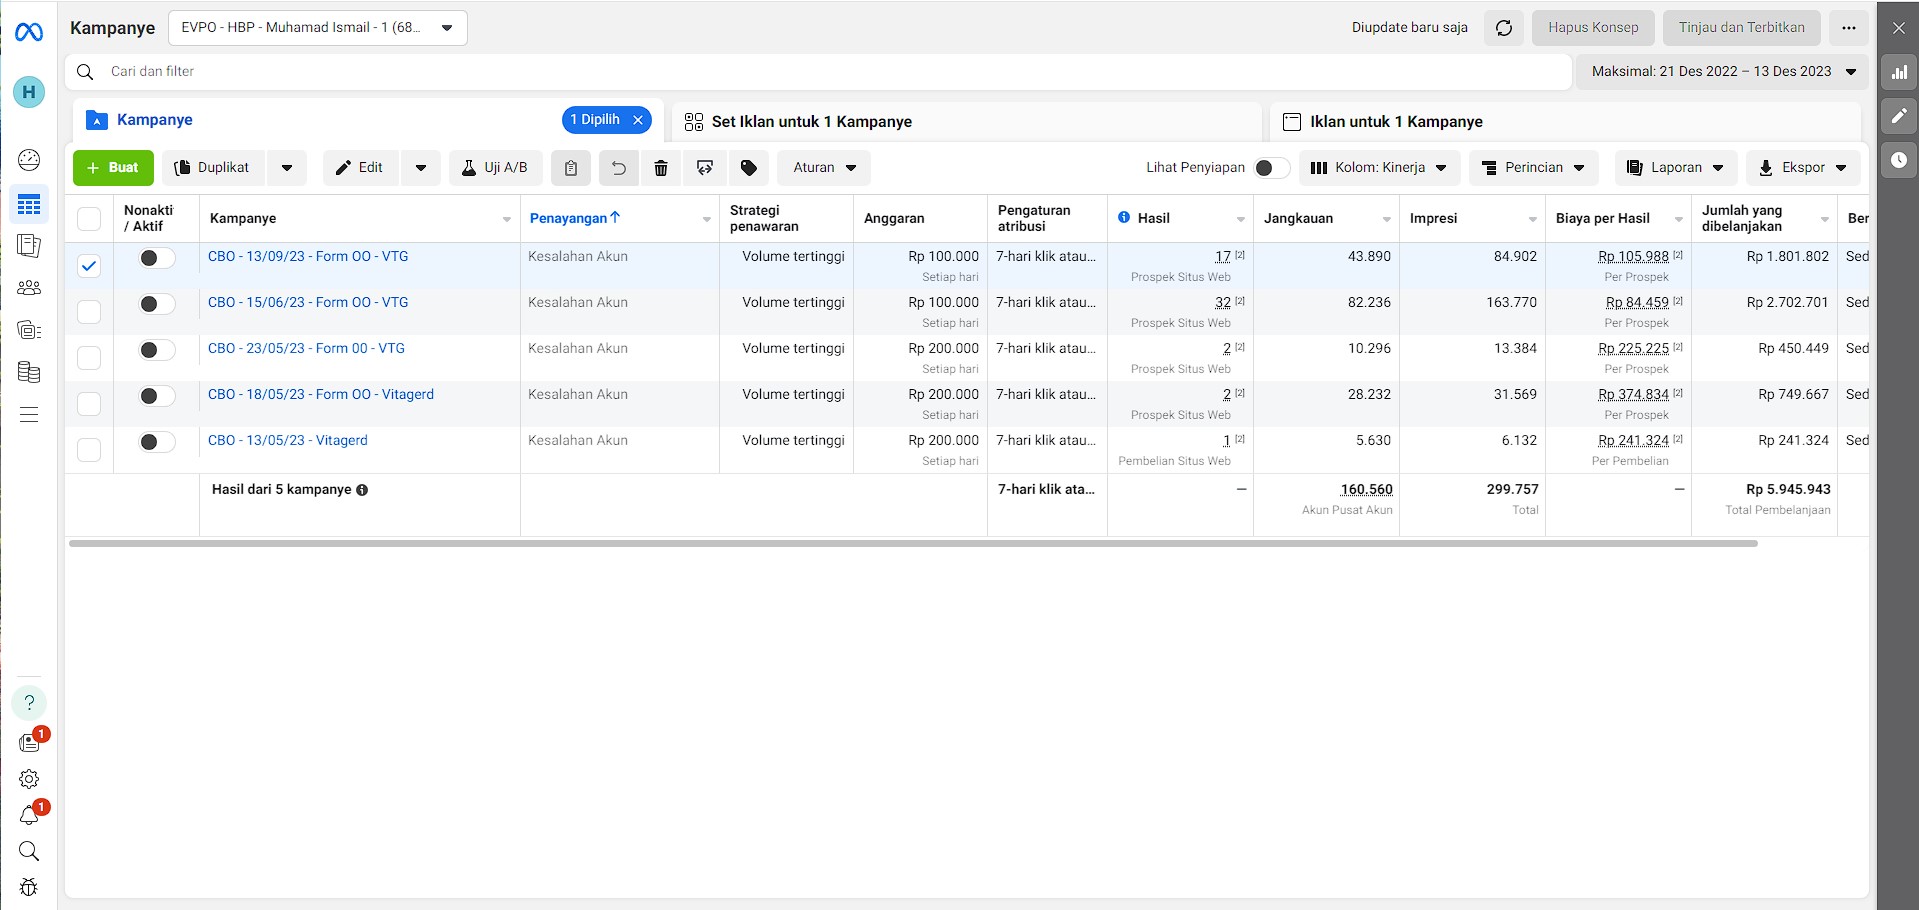 Kampanye
EVPO - HBP - Muhamad Ismail - 1 (68...
Diupdate baru saja
Hapus Konsep
Tinjau dan Terbitkan
H
Cari dan filter
Maksimal: 21 Des 2022 – 13 Des 2023
Kampanye
1 Dipilih
Set Iklan untuk 1 Kampanye
Iklan untuk 1 Kampanye
+ Buat
Duplikat
Edit
Uji A/B
Aturan
Lihat Penyiapan
Kolom: Kinerja
Perincian
Laporan
Ekspor
Nonakti / Aktif
Kampanye
Penayangan↑
Strategi penawaran
Anggaran
Pengaturan atribusi
Hasil
Jangkauan
Impresi
Biaya per Hasil
Jumlah yang dibelanjakan
Ber
CBO - 13/09/23 - Form OO - VTG Kesalahan Akun Volume tertinggi Rp 100.000 7-hari klik atau... 17 [2] 43.890 84.902 Rp 105.988 [2] Rp 1.801.802 Sed
Setiap hari Prospek Situs Web Per Prospek
CBO - 15/06/23 - Form OO - VTG Kesalahan Akun Volume tertinggi Rp 100.000 7-hari klik atau... 32 [2] 82.236 163.770 Rp 84.459 [2] Rp 2.702.701 Sed
Setiap hari Prospek Situs Web Per Prospek
CBO - 23/05/23 - Form 00 - VTG Kesalahan Akun Volume tertinggi Rp 200.000 7-hari klik atau... 2 [2] 10.296 13.384 Rp 225.225 [2] Rp 450.449 Sed
Setiap hari Prospek Situs Web Per Prospek
CBO - 18/05/23 - Form OO - Vitagerd Kesalahan Akun Volume tertinggi Rp 200.000 7-hari klik atau... 2 [2] 28.232 31.569 Rp 374.834 [2] Rp 749.667 Sed
Setiap hari Prospek Situs Web Per Prospek
CBO - 13/05/23 - Vitagerd Kesalahan Akun Volume tertinggi Rp 200.000 7-hari klik atau... 1 [2] 5.630 6.132 Rp 241.324 [2] Rp 241.324 Sed
Setiap hari Pembelian Situs Web Per Pembelian
Hasil dari 5 kampanye 7-hari klik ata... — 160.560 299.757 — Rp 5.945.943
Akun Pusat Akun Total Total Pembelanjaan
?
1
1